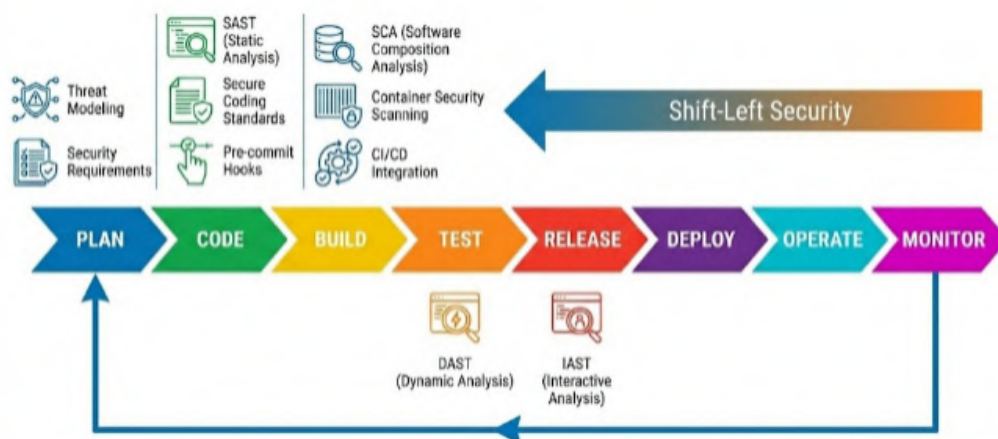 Threat
Modeling
Security
Requirements
SAST
(Static
Analysis)
Secure
Coding
Standards
Pre-commit
Hooks
SCA (Software
Composition
Analysis)
Container Security
Scanning
CI/CD
Integration
Shift-Left Security
PLAN
CODE
BUILD
TEST
RELEASE
DEPLOY
OPERATE
MONITOR
DAST
(Dynamic Analysis)
IAST
(Interactive
Analysis)